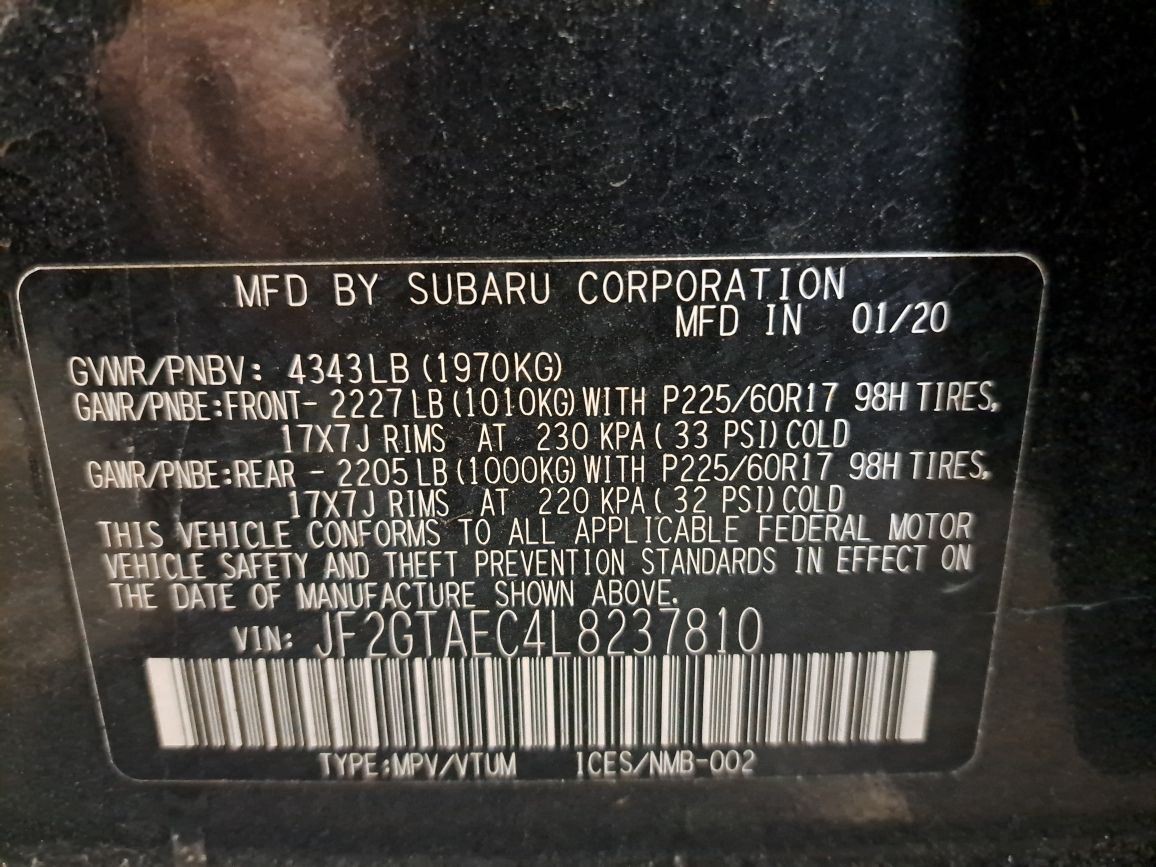 MFD BY SUBARU CORPORATION
MFD IN 01/20
GVWR/PNBV: 4343LB (1970KG)
GAWR/PNBE:FRONT- 2227 LB (1010KG) WITH P225/60R17 98H TIRES,
17X7J RIMS AT 230 KPA ( 33 PSI) COLD
GAWR/PNBE:REAR - 2205 LB (1000KG) WITH P225/60R17 98H TIRES,
17X7J RIMS AT 220 KPA ( 32 PSI) COLD
THIS VEHICLE CONFORMS TO ALL APPLICABLE FEDERAL MOTOR
VEHICLE SAFETY AND THEFT PREVENTION STANDARDS IN EFFECT ON
THE DATE OF MANUFACTURE SHOWN ABOVE.
VIN: JF2GTAEC4L8237810
TYPE:MPV/VTUM ICES/NMB-002